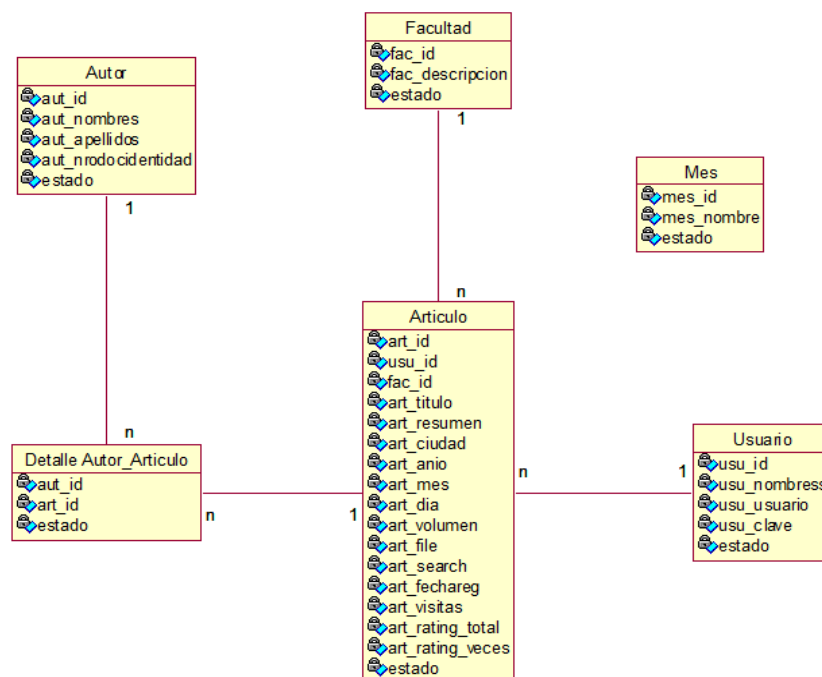 Facultad
fac_id
fac_descripcion
estado
1
Autor
aut_id
aut_nombres
aut_apellidos
aut_nrodocidentidad
estado
1
Mes
mes_id
mes_nombre
estado
n
Articulo
art_id
usu_id
fac_id
art_titulo
art_resumen
art_ciudad
art_anio
art_mes
art_dia
art_volumen
art_file
art_search
art_fechareg
art_visitas
art_rating_total
art_rating_veces
estado
n
Detalle Autor_Articulo
aut_id
art_id
estado
n
1
n
1
Usuario
usu_id
usu_nombress
usu_usuario
usu_clave
estado